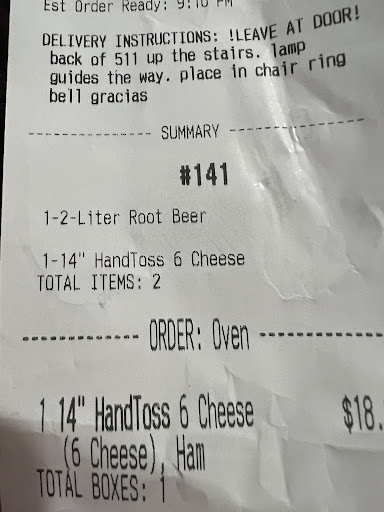 Est Order Ready: 9:10 PM
DELIVERY INSTRUCTIONS: !LEAVE AT DOOR!
back of 511 up the stairs. lamp
guides the way. place in chair ring
bell gracias
--------------- SUMMARY ---------------
#141
1-2-Liter Root Beer
1-14" HandToss 6 Cheese
TOTAL ITEMS: 2
-------------- ORDER: Oven --------------
1 14" HandToss 6 Cheese $18.
(6 Cheese), Ham
TOTAL BOXES: 1